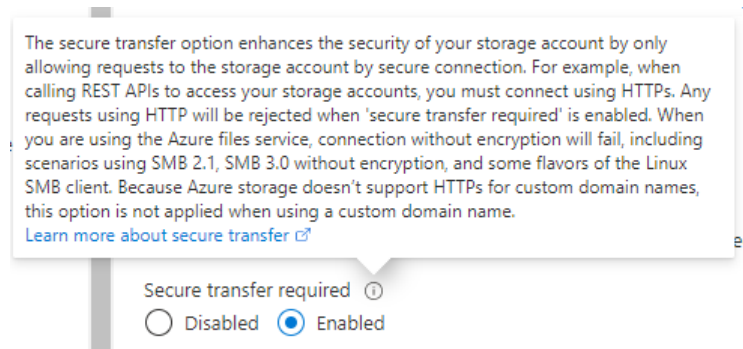 The secure transfer option enhances the security of your storage account by only
allowing requests to the storage account by secure connection. For example, when
calling REST APIs to access your storage accounts, you must connect using HTTPs. Any
requests using HTTP will be rejected when 'secure transfer required' is enabled. When
you are using the Azure files service, connection without encryption will fail, including
scenarios using SMB 2.1, SMB 3.0 without encryption, and some flavors of the Linux
SMB client. Because Azure storage doesn't support HTTPs for custom domain names,
this option is not applied when using a custom domain name.
Learn more about secure transfer
Secure transfer required
Disabled Enabled